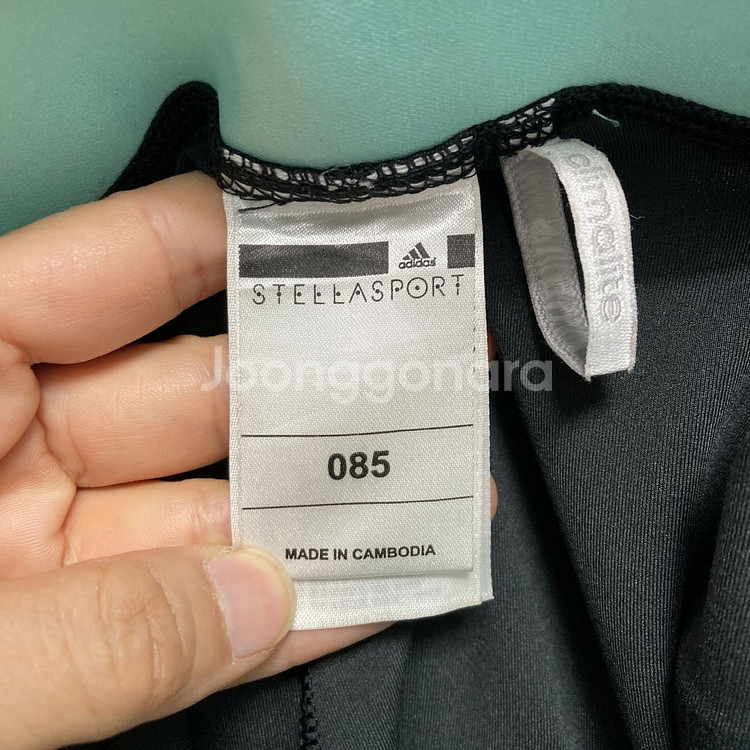 adidas
STELLASPORT
climalite
Joonggonara
085
MADE IN CAMBODIA